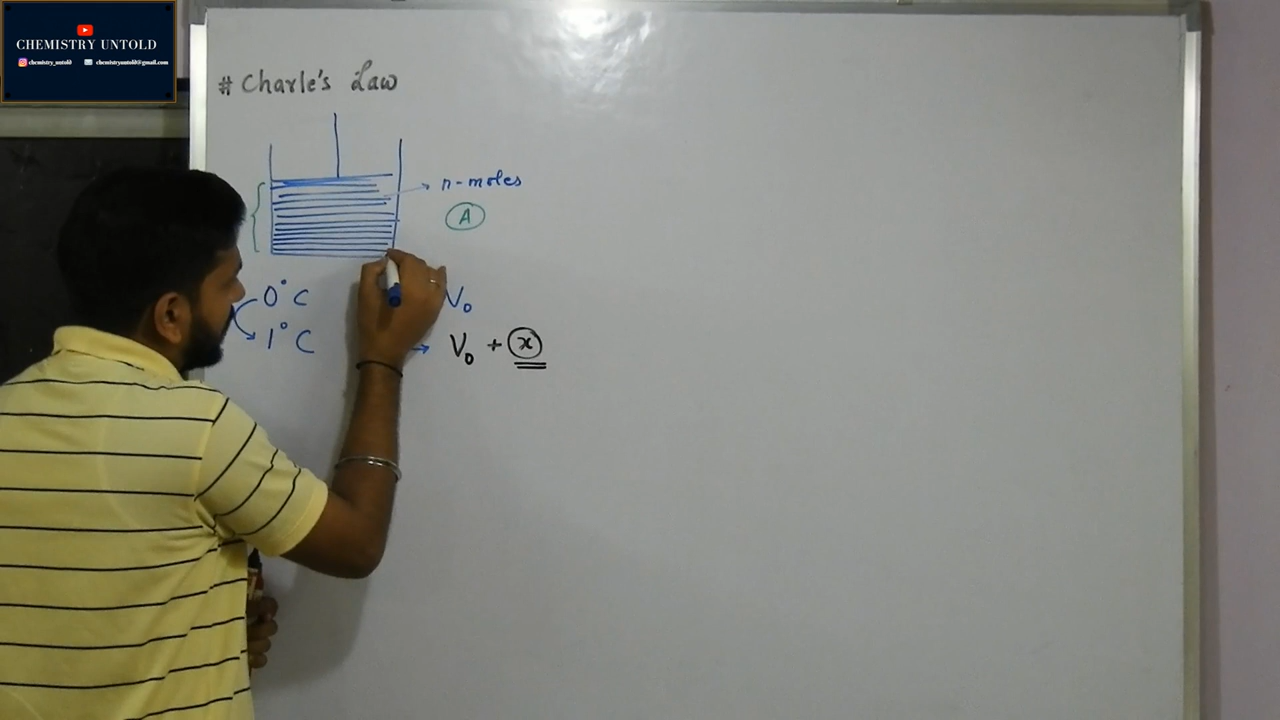 CHEMISTRY UNTOLD
chemistry_untold chemistryuntold@gmail.com
# Charle's Law
n-moles
A
0°C V₀
1°C → V₀ + x